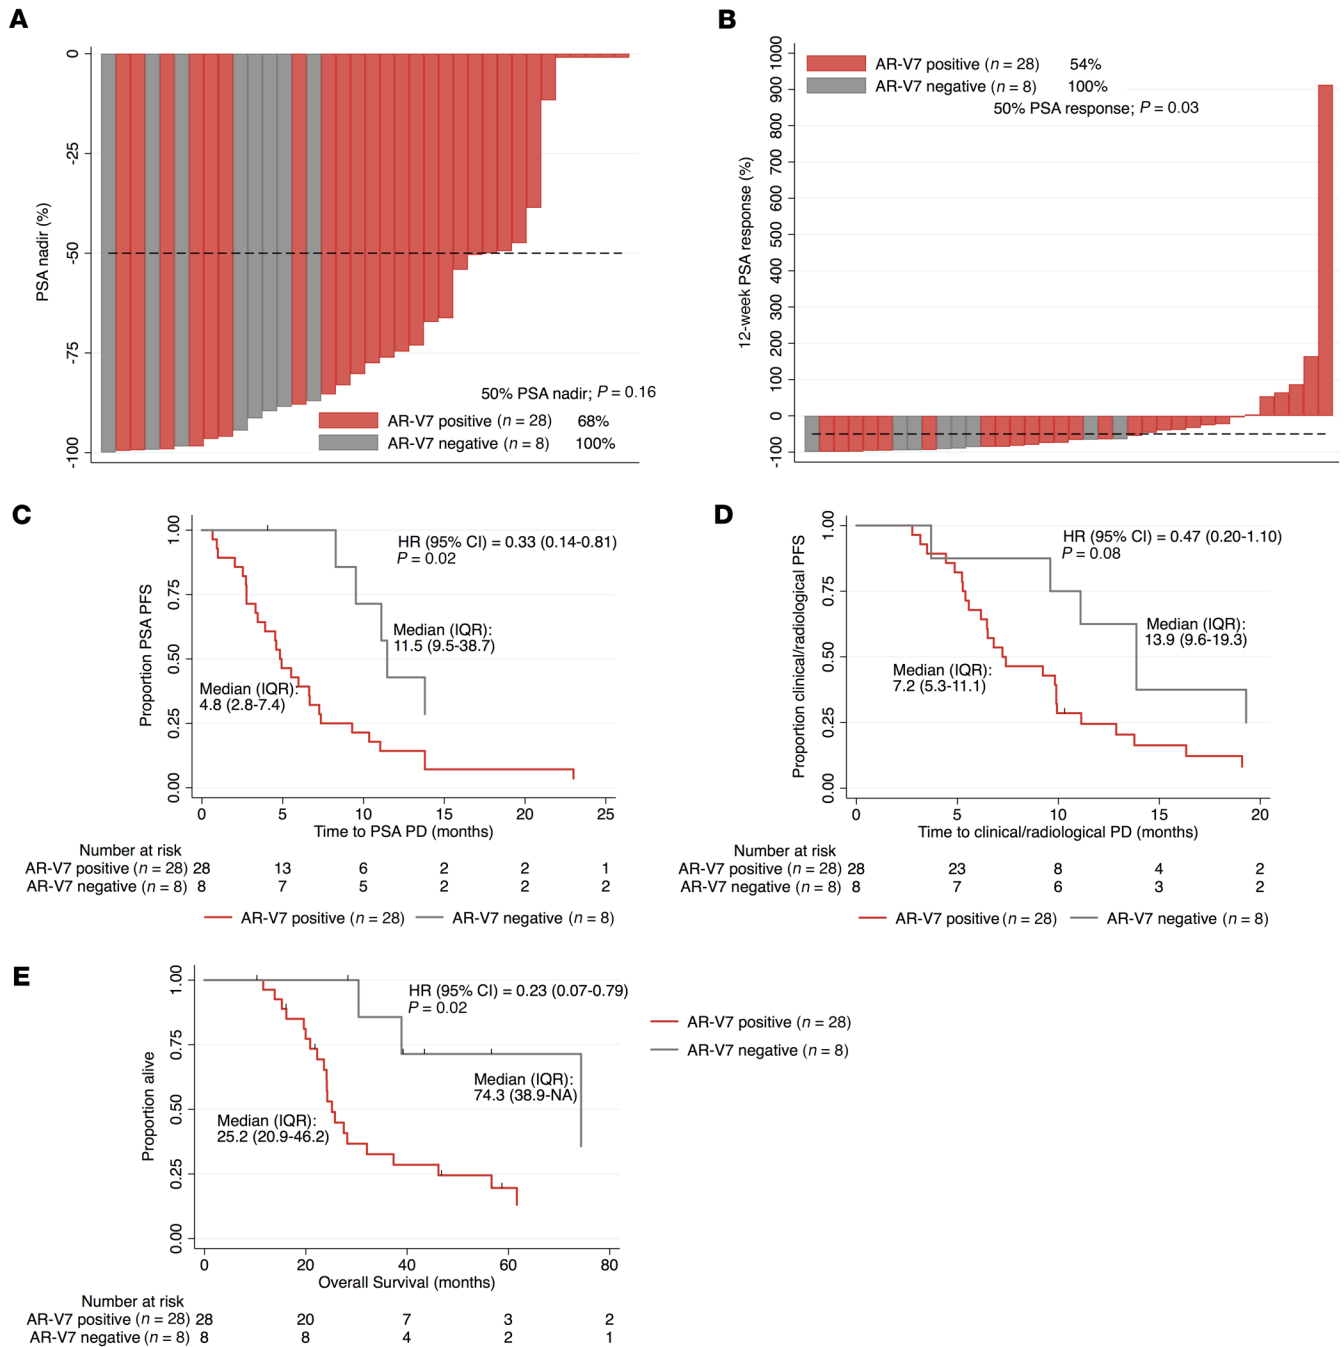 A
0
-25
-50
-75
-100
PSA nadir (%)
50% PSA nadir; P = 0.16
AR-V7 positive (n = 28) 68%
AR-V7 negative (n = 8) 100%
B
1000
900
800
700
600
500
400
300
200
100
0
-100
12-week PSA response (%)
AR-V7 positive (n = 28) 54%
AR-V7 negative (n = 8) 100%
50% PSA response; P = 0.03
C
1.00
0.75
0.50
0.25
0.00
Proportion PSA PFS
HR (95% CI) = 0.33 (0.14-0.81)
P = 0.02
Median (IQR):
11.5 (9.5-38.7)
Median (IQR):
4.8 (2.8-7.4)
0 5 10 15 20 25
Time to PSA PD (months)
Number at risk
AR-V7 positive (n = 28) 28 13 6 2 2 1
AR-V7 negative (n = 8) 8 7 5 2 2 2
AR-V7 positive (n = 28) AR-V7 negative (n = 8)
D
1.00
0.75
0.50
0.25
0.00
Proportion clinical/radiological PFS
HR (95% CI) = 0.47 (0.20-1.10)
P = 0.08
Median (IQR):
13.9 (9.6-19.3)
Median (IQR):
7.2 (5.3-11.1)
0 5 10 15 20
Time to clinical/radiological PD (months)
Number at risk
AR-V7 positive (n = 28) 28 23 8 4 2
AR-V7 negative (n = 8) 8 7 6 3 2
AR-V7 positive (n = 28) AR-V7 negative (n = 8)
E
1.00
0.75
0.50
0.25
0.00
Proportion alive
HR (95% CI) = 0.23 (0.07-0.79)
P = 0.02
Median (IQR):
74.3 (38.9-NA)
Median (IQR):
25.2 (20.9-46.2)
0 20 40 60 80
Overall Survival (months)
Number at risk
AR-V7 positive (n = 28) 28 20 7 3 2
AR-V7 negative (n = 8) 8 8 4 2 1
AR-V7 positive (n = 28)
AR-V7 negative (n = 8)